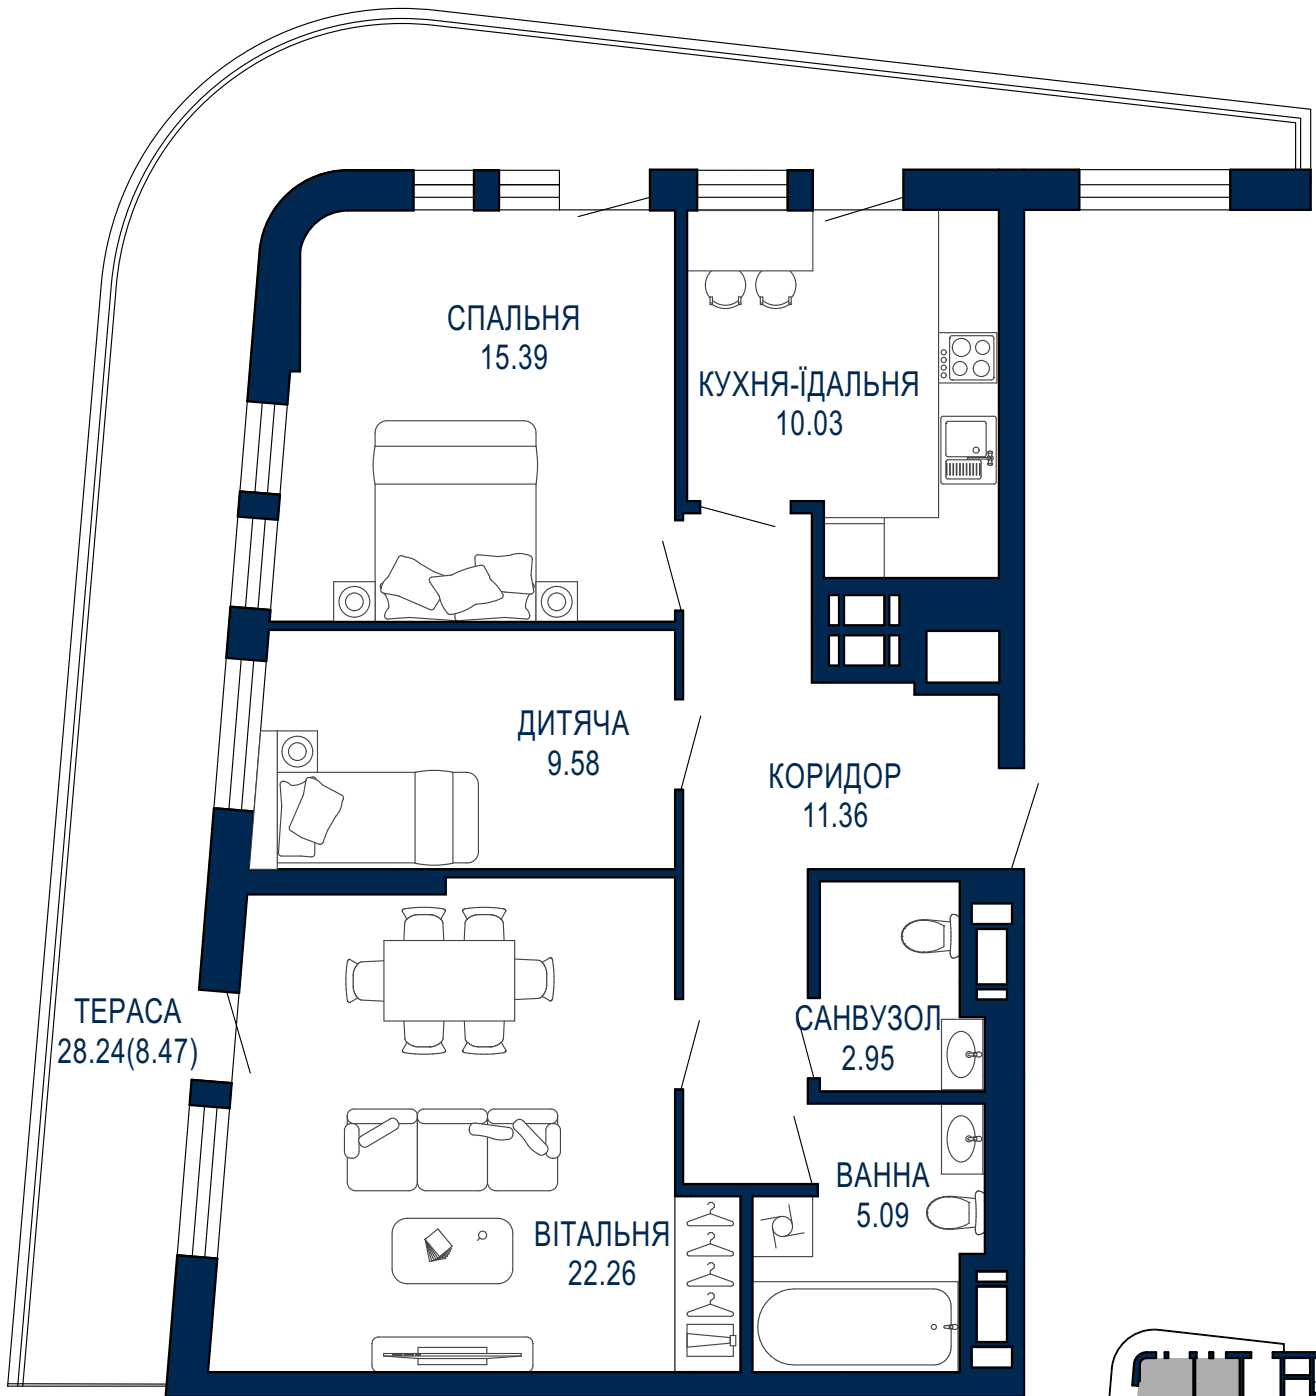 СПАЛЬНЯ
15.39
КУХНЯ-ЇДАЛЬНЯ
10.03
ДИТЯЧА
9.58
КОРИДОР
11.36
ТЕРАСА
28.24(8.47)
САНВУЗОЛ
2.95
ВАННА
5.09
ВІТАЛЬНЯ
22.26